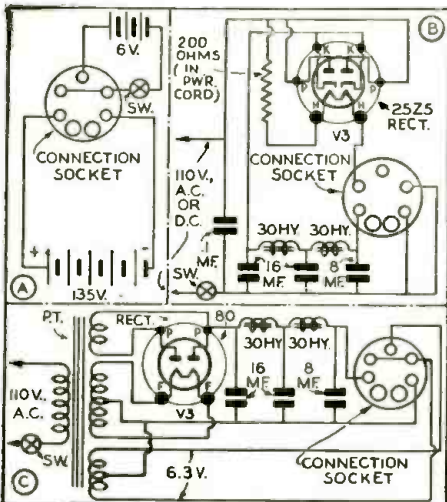 6V.
SW.
CONNECTION
SOCKET
+ -
135V.
A
200
OHMS
(IN
PWR.
CORD)
B
K K
P P
H H
25Z5
RECT.
V3
CONNECTION
SOCKET
110V.,
A.C.
OR
D.C.
MF.
SW.
30HY. 30HY.
16
MF.
8
MF.
P.T.
RECT.
80
P P
F F
V3
110V.,
A.C.
SW.
C
30HY. 30HY.
16
MF.
8
MF.
6.3V.
CONNECTION
SOCKET